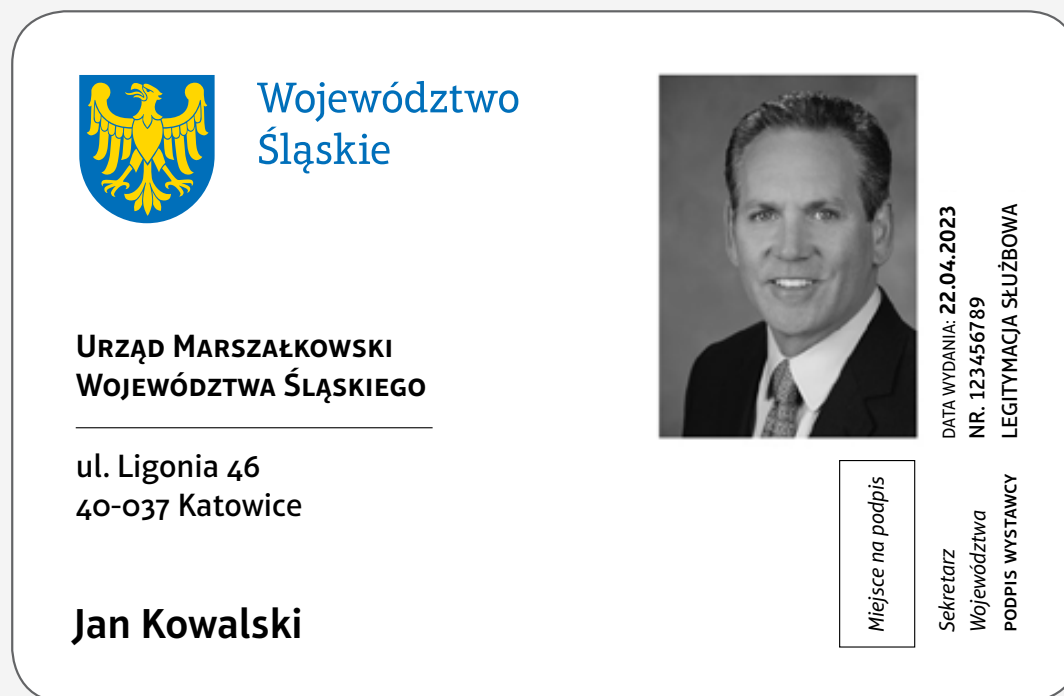 Województwo
Śląskie
Urząd Marszałkowski
Województwa Śląskiego
ul. Ligonia 46
40-037 Katowice
Jan Kowalski
DATA WYDANIA: 22.04.2023
NR. 123456789
LEGITYMACJA SŁUŻBOWA
Miejsce na podpis
Sekretarz
Województwa
PODPIS WYSTAWCY